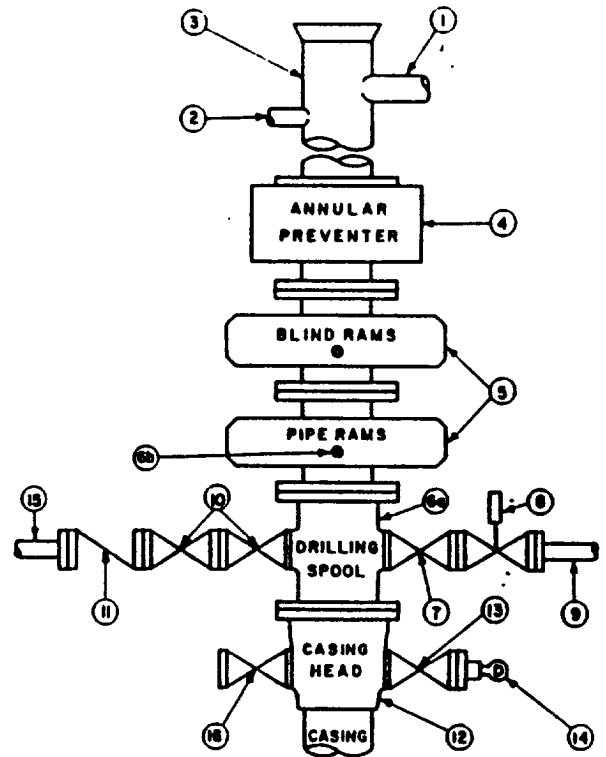 1
3
2
ANNULAR
PREVENTER
4
BLIND RAMS
5
PIPE RAMS
6b
6a
8
15
10
DRILLING
SPOOL
11
7
9
13
CASING
HEAD
16
12
14
CASING